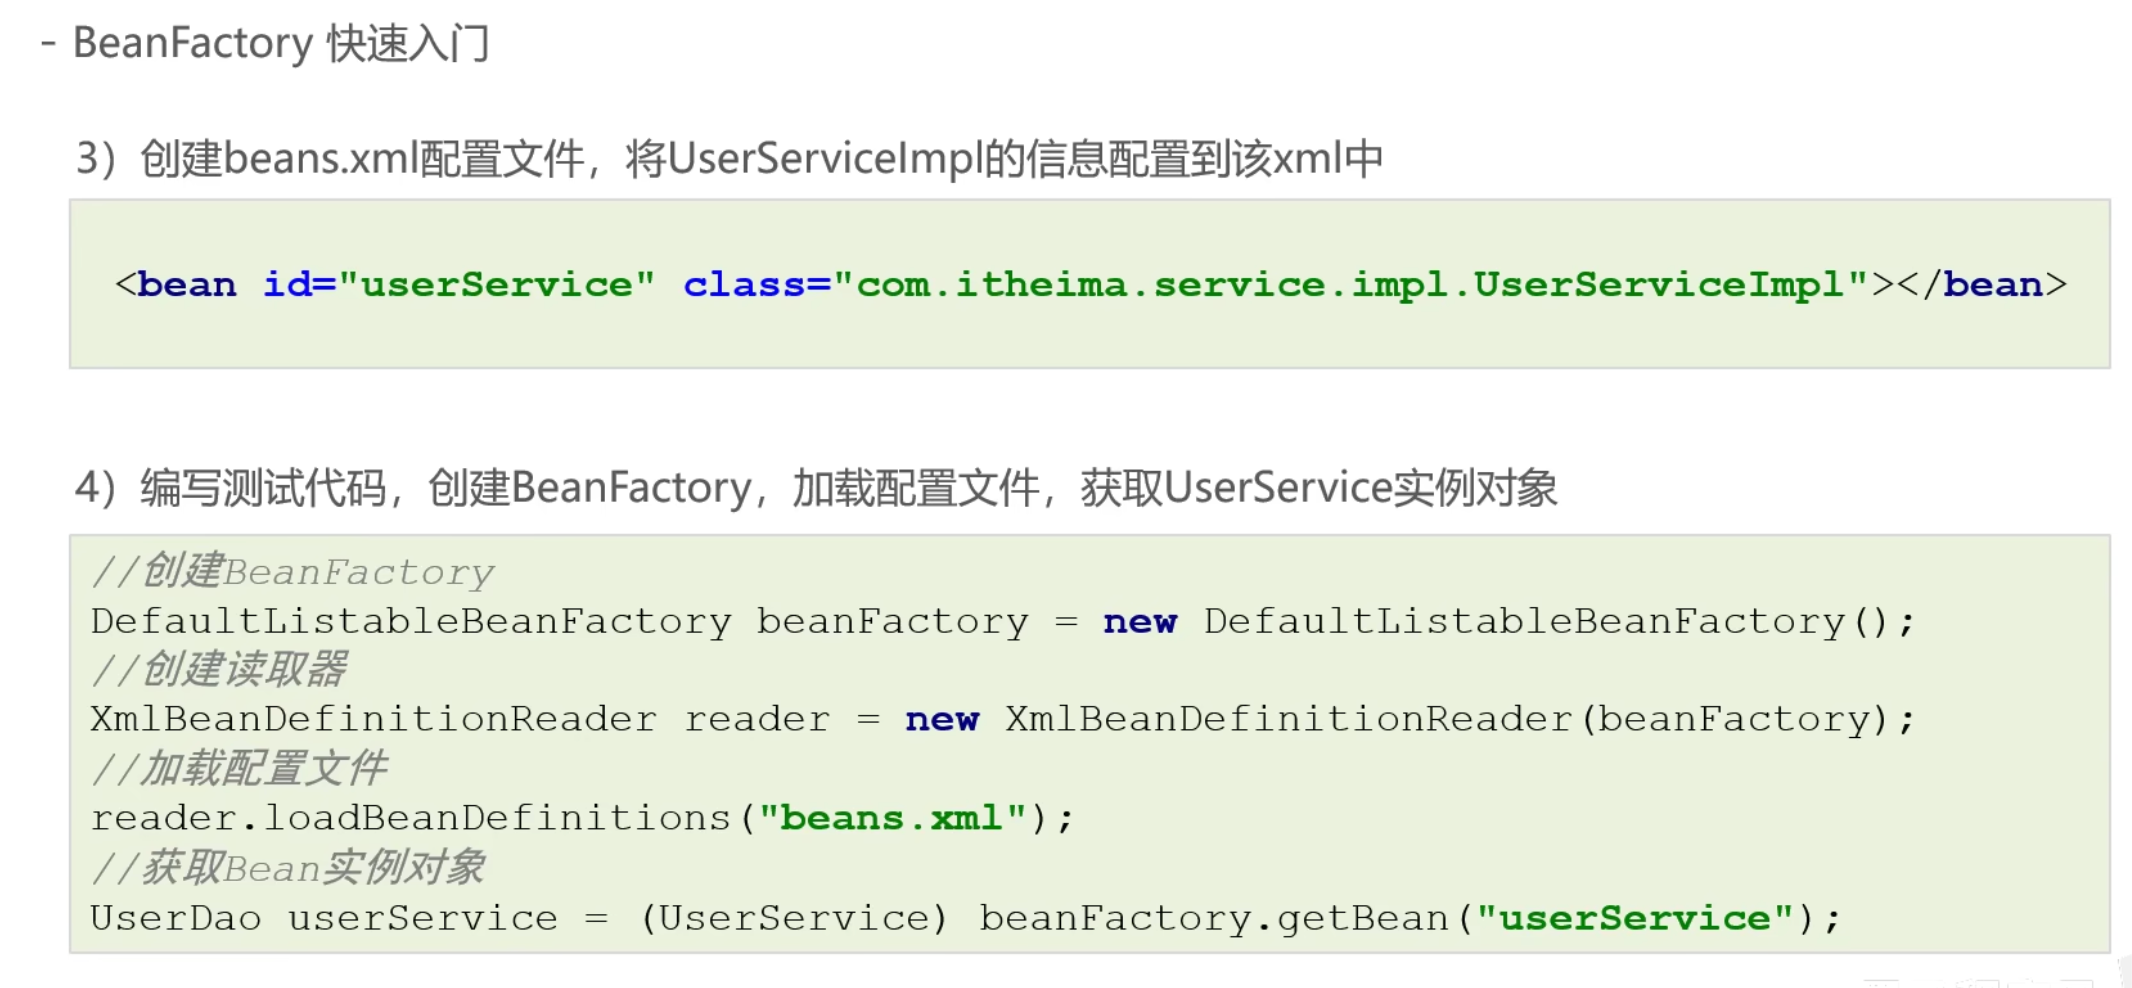 - BeanFactory 快速入门
3）创建beans.xml配置文件，将UserServiceImpl的信息配置到该xml中
<bean id="userService" class="com.itheima.service.impl.UserServiceImpl"></bean>
4）编写测试代码，创建BeanFactory，加载配置文件，获取UserService实例对象
//创建BeanFactory
DefaultListableBeanFactory beanFactory = new DefaultListableBeanFactory();
//创建读取器
XmlBeanDefinitionReader reader = new XmlBeanDefinitionReader(beanFactory);
//加载配置文件
reader.loadBeanDefinitions("beans.xml");
//获取Bean实例对象
UserDao userService = (UserService) beanFactory.getBean("userService");